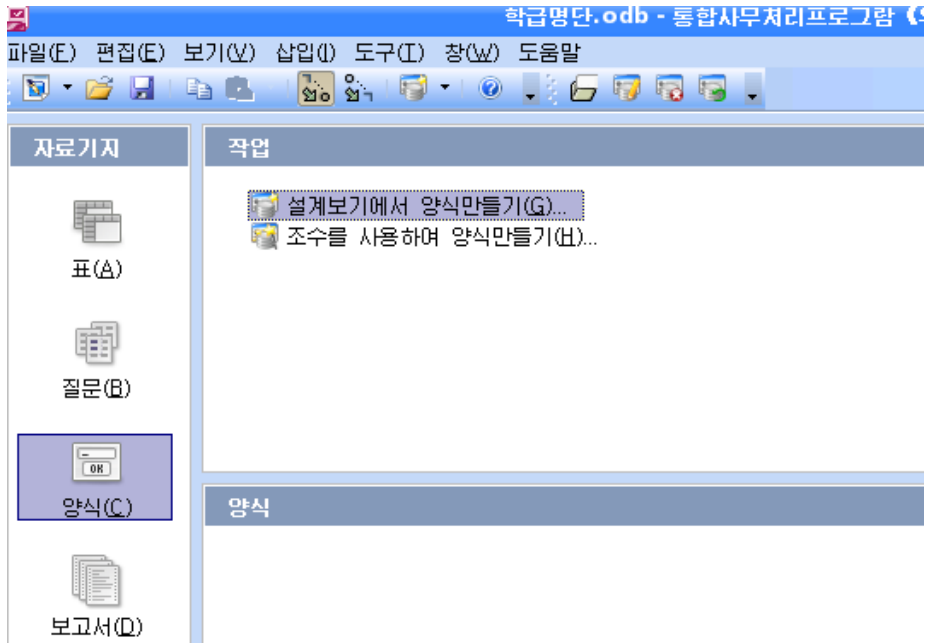 학급명단.odb - 통합사무처리프로그람
파일(F) 편집(E) 보기(V) 삽입(I) 도구(T) 창(W) 도움말
자료기지
작업
설계보기에서 양식만들기(G)...
조수를 사용하여 양식만들기(H)...
표(A)
질문(B)
양식(C)
양식
OK
보고서(D)